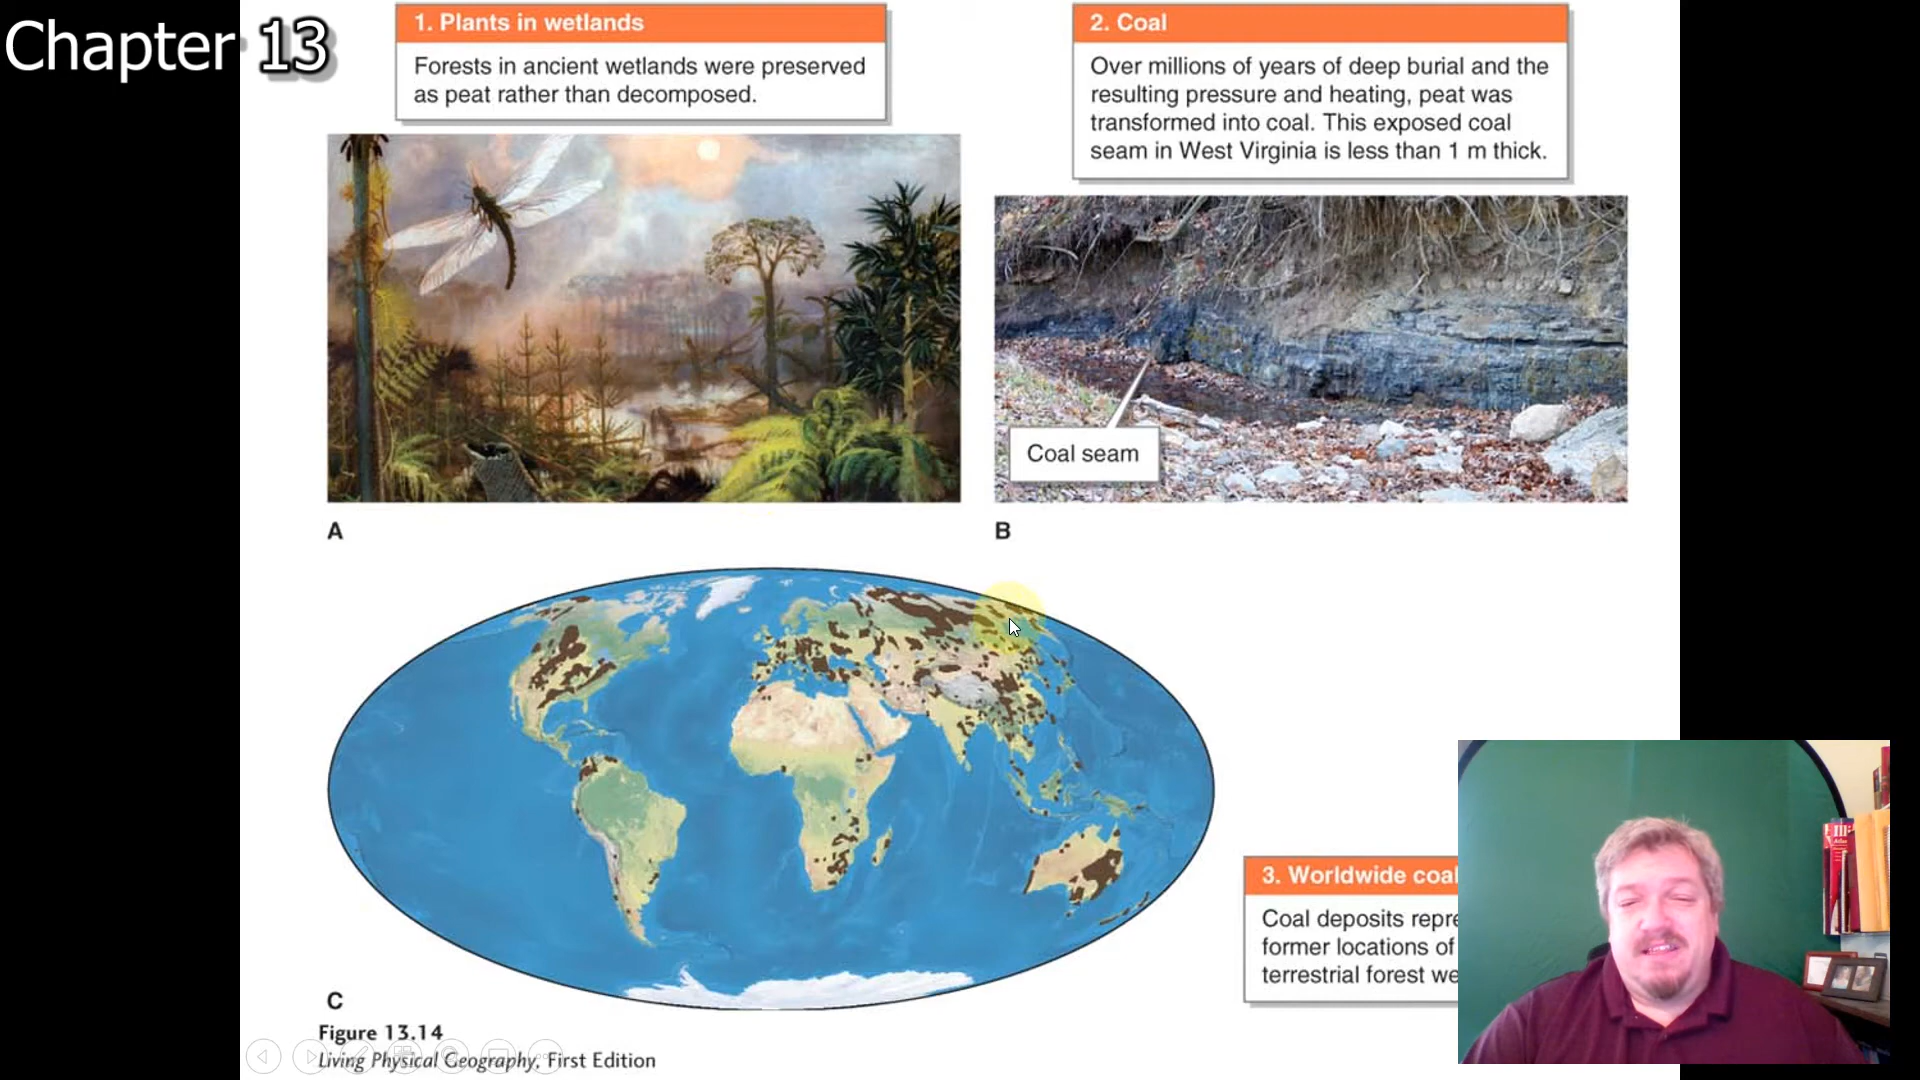 Chapter 13
1. Plants in wetlands
Forests in ancient wetlands were preserved
as peat rather than decomposed.
2. Coal
Over millions of years of deep burial and the
resulting pressure and heating, peat was
transformed into coal. This exposed coal
seam in West Virginia is less than 1 m thick.
Coal seam
A
B
C
3. Worldwide coal
Coal deposits
former locations of
terrestrial forest
Figure 13.14
Living Physical Geography, First Edition